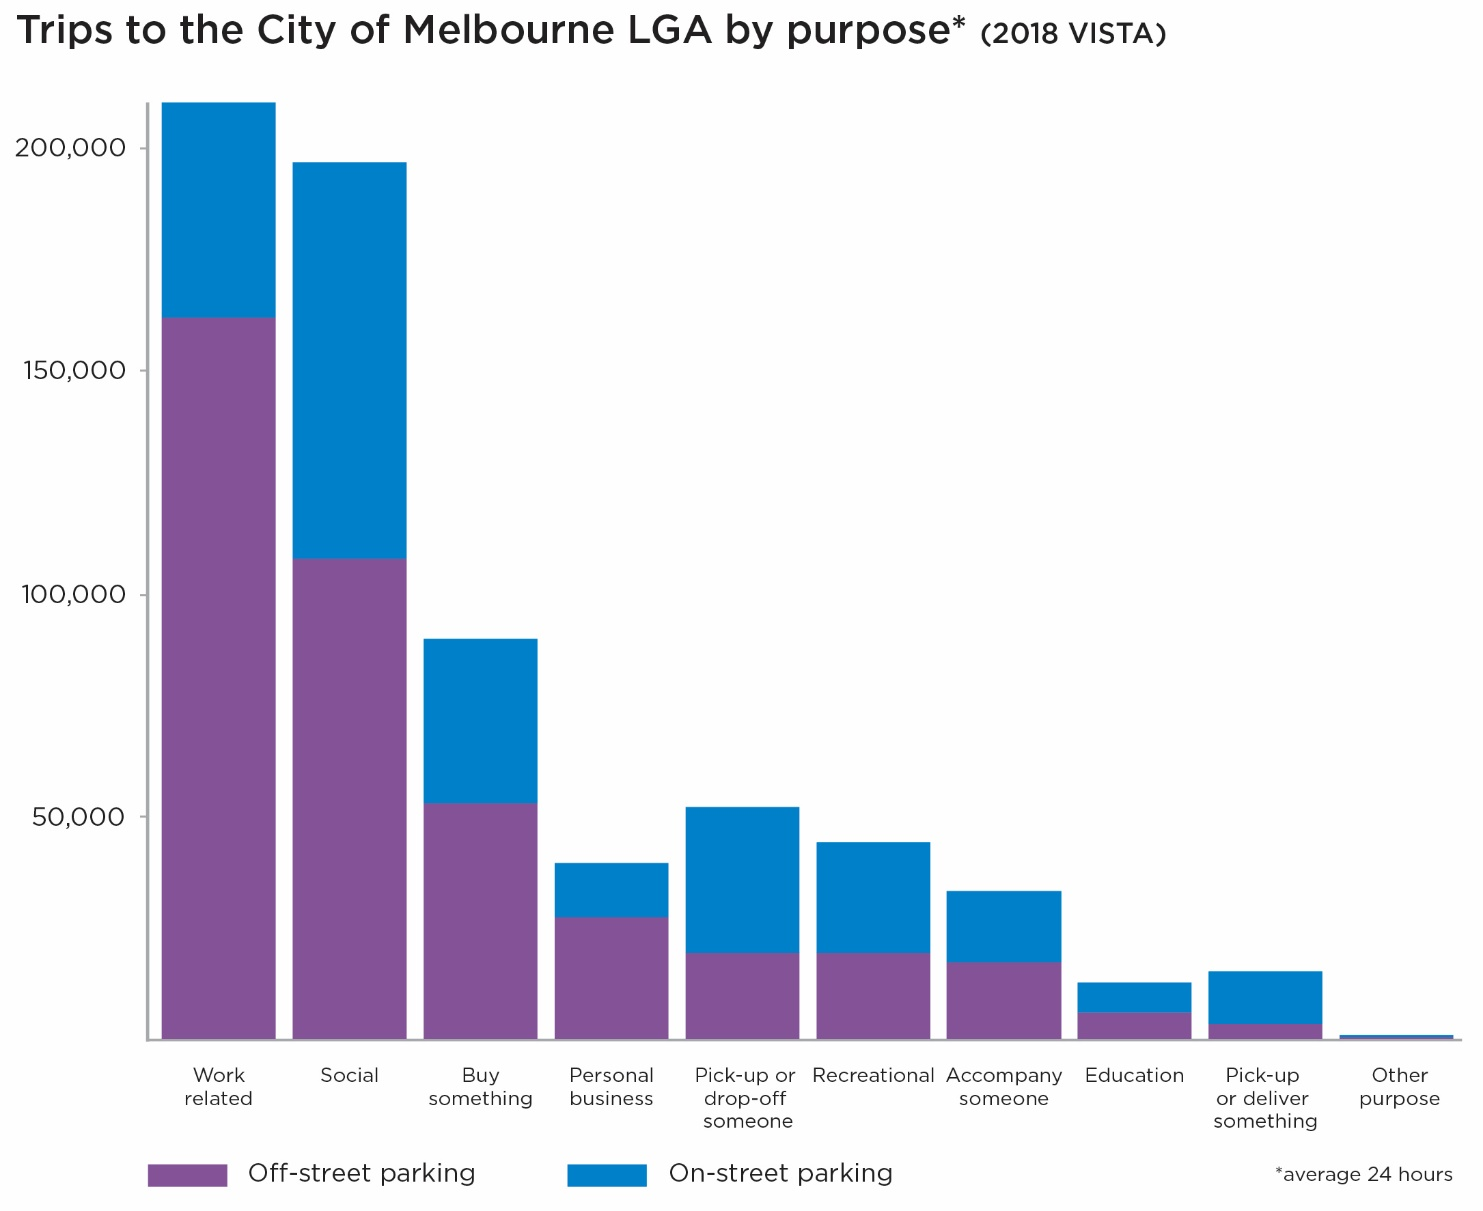 Trips to the City of Melbourne LGA by purpose* (2018 VISTA)
200,000
150,000
100,000
50,000
Work
related
Social
Buy
something
Personal
business
Pick-up or
drop-off
someone
Recreational
Accompany
someone
Education
Pick-up
or deliver
something
Other
purpose
Off-street parking
On-street parking
*average 24 hours